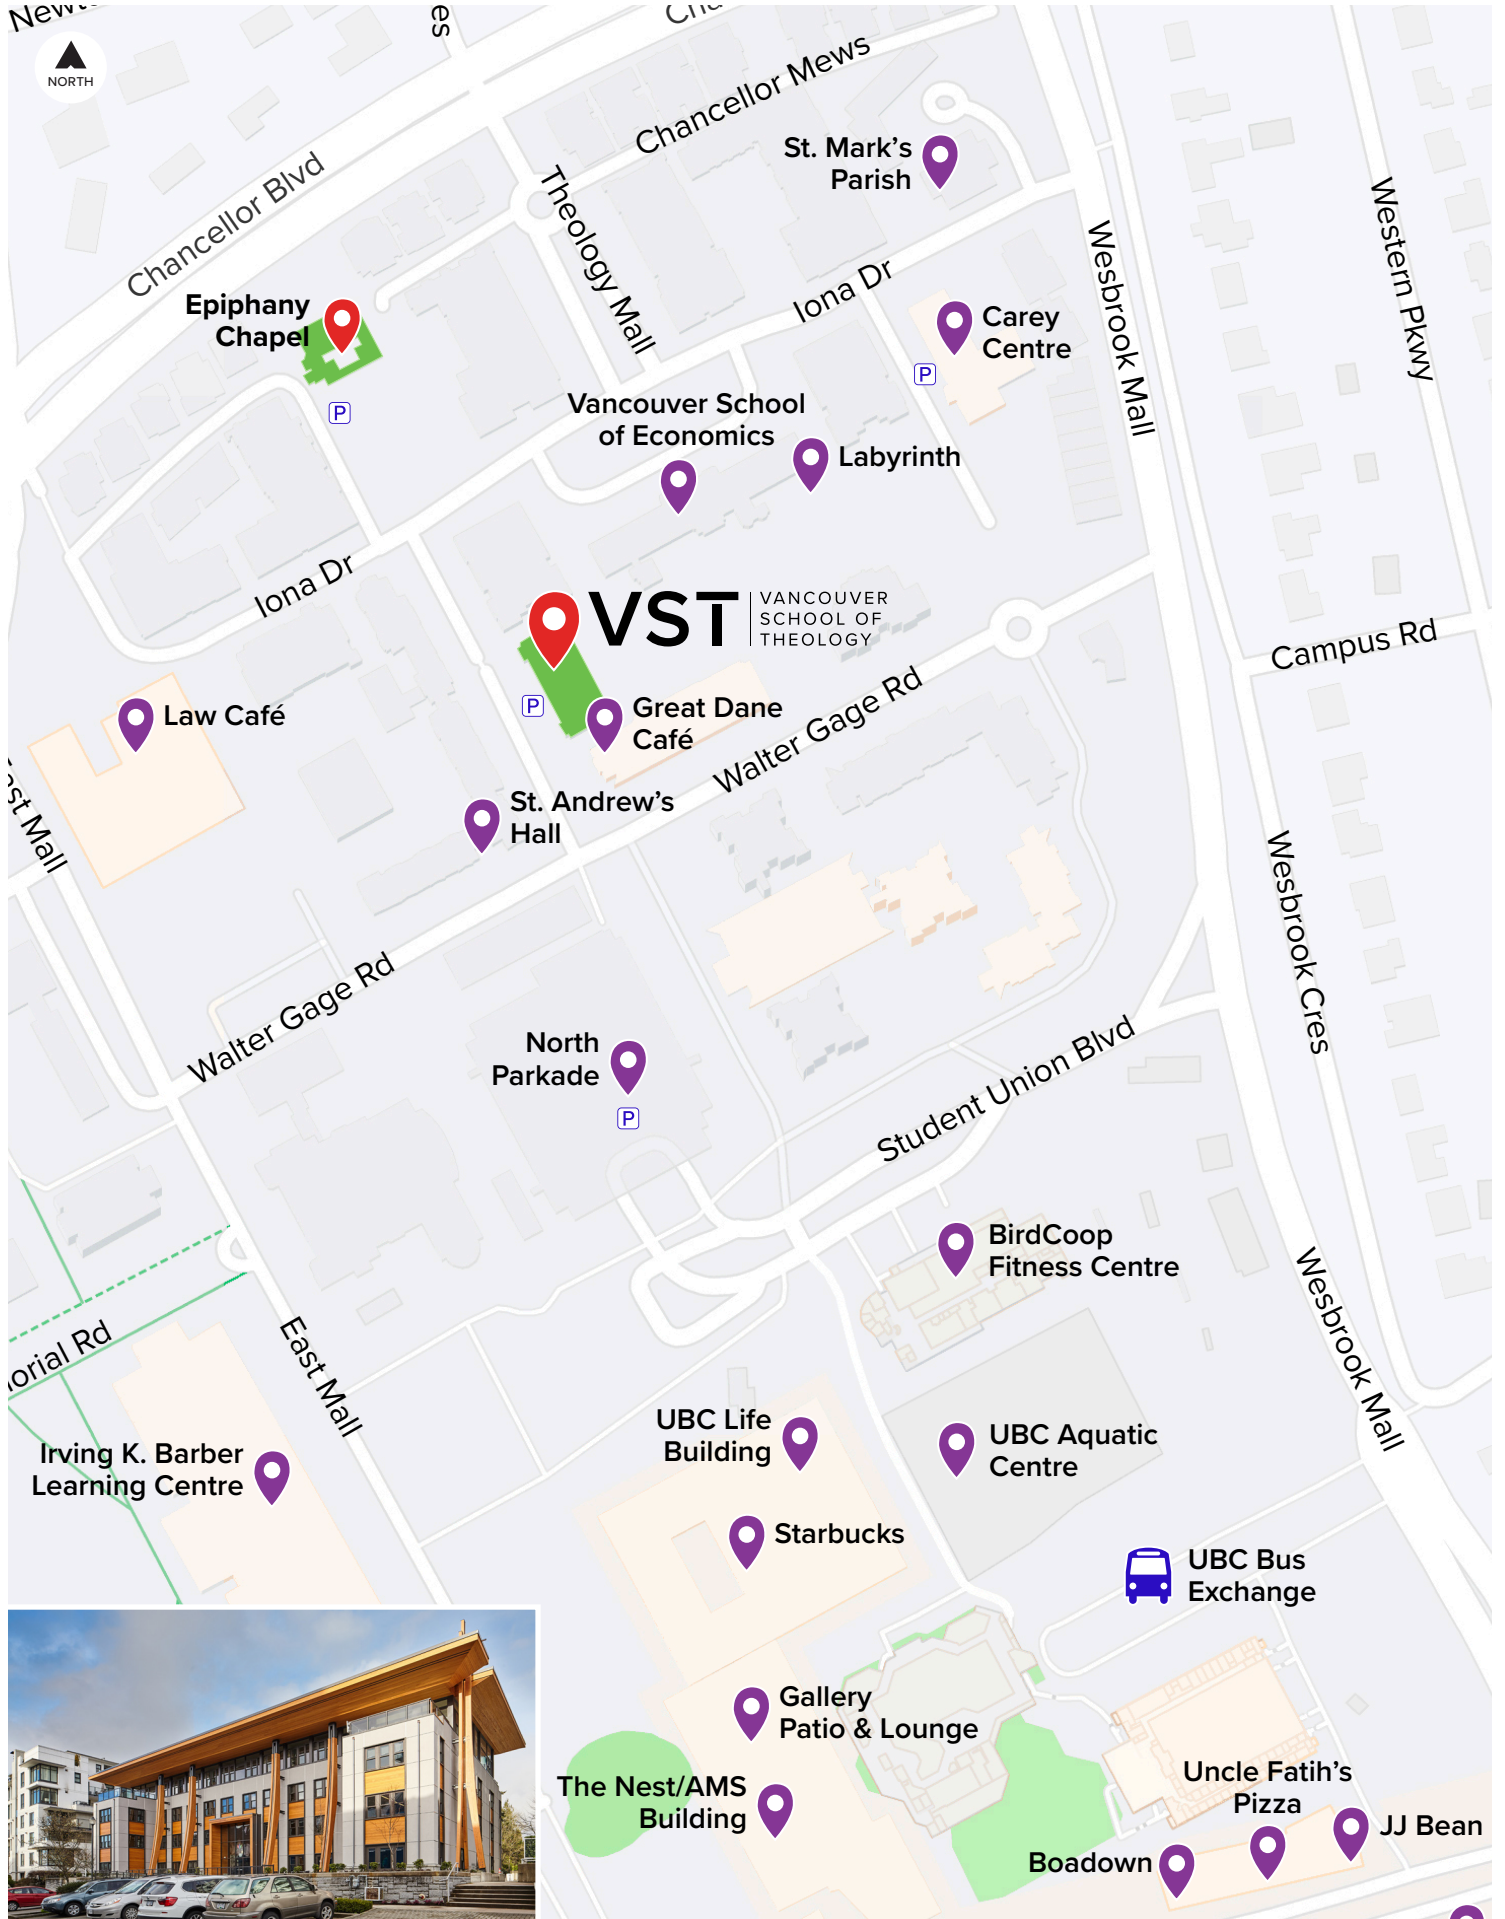 NORTH
Chancellor Mews
Chancellor Blvd
St. Mark's
Parish
Theology Mall
Epiphany
Chapel
P
Iona Dr
Carey
Centre
P
Wesbrook Mall
Western Pkwy
Vancouver School
of Economics
Labyrinth
Iona Dr
VST
VANCOUVER
SCHOOL OF
THEOLOGY
Campus Rd
Law Café
P
Great Dane
Café
Walter Gage Rd
St. Andrew's
Hall
Mall
Wesbrook Cres
Walter Gage Rd
North
Parkade
P
Student Union Blvd
BirdCoop
Fitness Centre
Wesbrook Mall
Rd
East Mall
UBC Life
Building
UBC Aquatic
Centre
Irving K. Barber
Learning Centre
Starbucks
UBC Bus
Exchange
Gallery
Patio & Lounge
The Nest/AMS
Building
Uncle Fatih's
Pizza
JJ Bean
Boadown